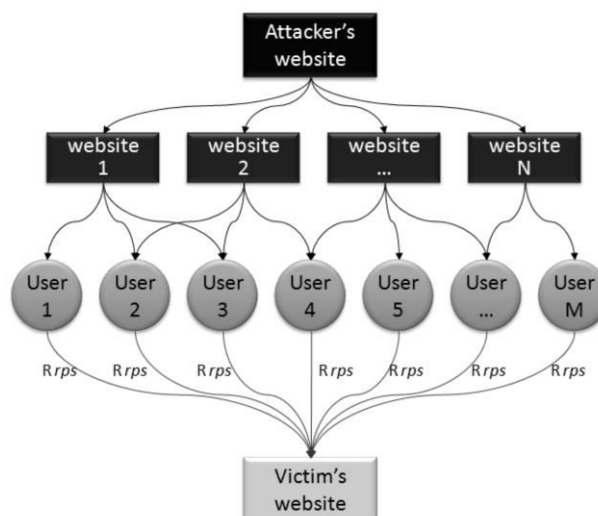 Attacker's
website
website
1
website
2
website
...
website
N
User
1
User
2
User
3
User
4
User
5
User
...
User
M
R rps
R rps
R rps
R rps
R rps
R rps
R rps
Victim's
website